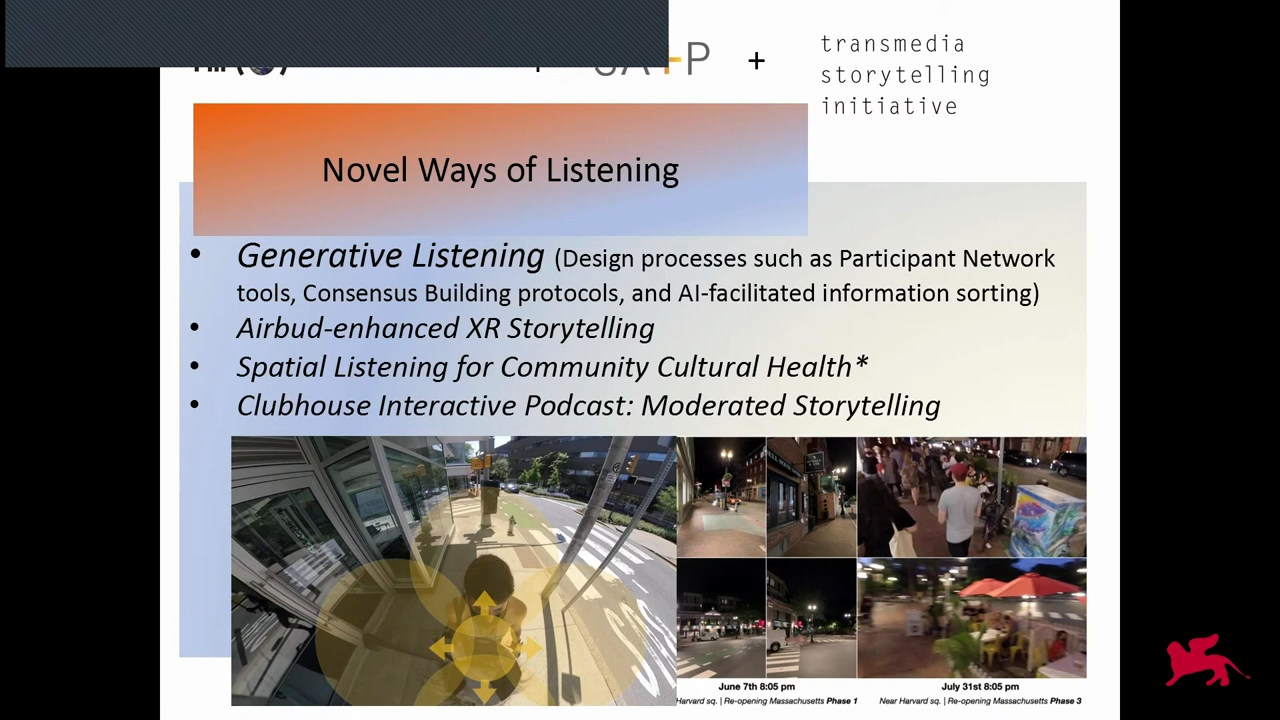 +
transmedia
storytelling
initiative
Novel Ways of Listening
• Generative Listening (Design processes such as Participant Network
tools, Consensus Building protocols, and AI-facilitated information sorting)
• Airbud-enhanced XR Storytelling
• Spatial Listening for Community Cultural Health*
• Clubhouse Interactive Podcast: Moderated Storytelling
June 7th 8:05 pm
Harvard sq. | Re-opening Massachusetts Phase 1
July 31st 8:05 pm
Near Harvard sq. | Re-opening Massachusetts Phase 3